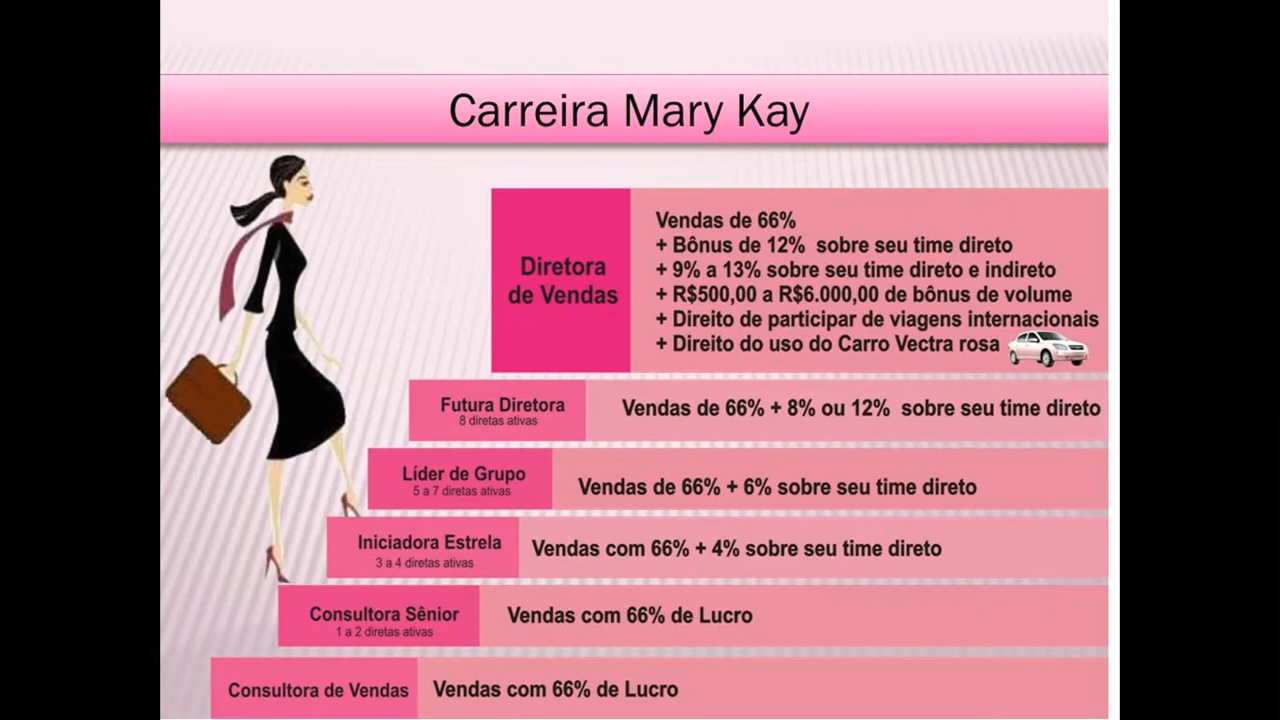 Carreira Mary Kay
Diretora
de Vendas
Vendas de 66%
+ Bônus de 12% sobre seu time direto
+ 9% a 13% sobre seu time direto e indireto
+ R$500,00 a R$6.000,00 de bônus de volume
+ Direito de participar de viagens internacionais
+ Direito do uso do Carro Vectra rosa
Futura Diretora
8 diretas ativas
Vendas de 66% + 8% ou 12% sobre seu time direto
Líder de Grupo
5 a 7 diretas ativas
Vendas de 66% + 6% sobre seu time direto
Iniciadora Estrela
3 a 4 diretas ativas
Vendas com 66% + 4% sobre seu time direto
Consultora Sênior
1 a 2 diretas ativas
Vendas com 66% de Lucro
Consultora de Vendas
Vendas com 66% de Lucro